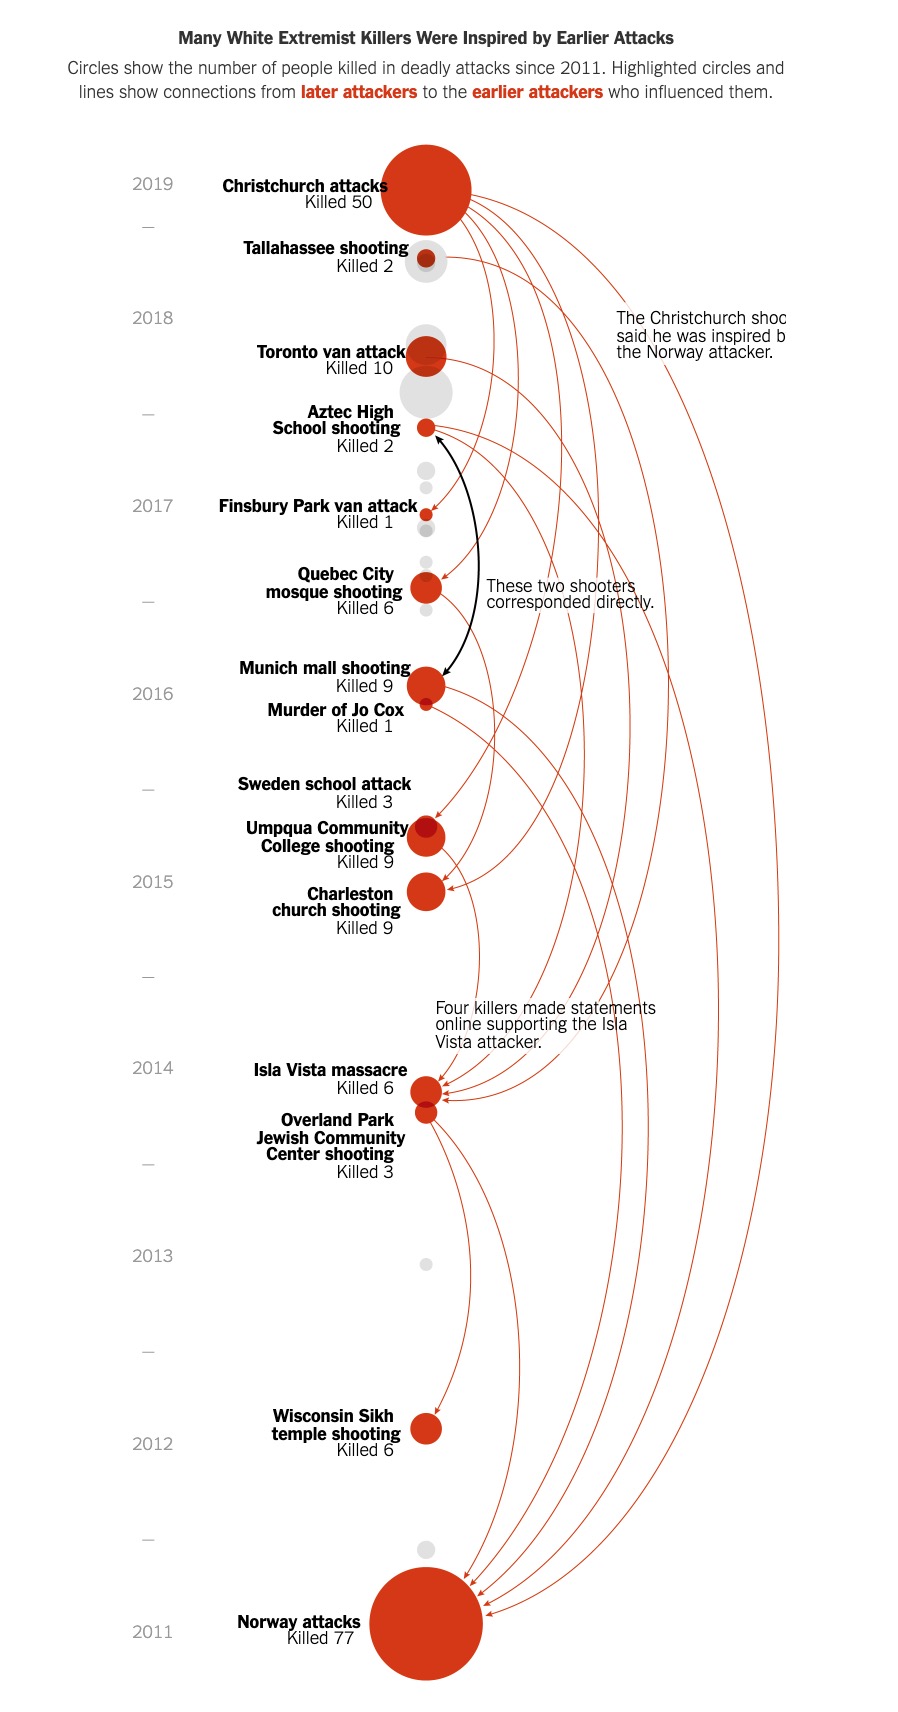 Many White Extremist Killers Were Inspired by Earlier Attacks
Circles show the number of people killed in deadly attacks since 2011. Highlighted circles and
lines show connections from later attackers to the earlier attackers who influenced them.
2019
Christchurch attacks
Killed 50
Tallahassee shooting
Killed 2
2018
The Christchurch shoo
said he was inspired b
the Norway attacker.
Toronto van attack
Killed 10
Aztec High
School shooting
Killed 2
2017
Finsbury Park van attack
Killed 1
Quebec City
mosque shooting
Killed 6
These two shooters
corresponded directly.
Munich mall shooting
Killed 9
2016
Murder of Jo Cox
Killed 1
Sweden school attack
Killed 3
Umpqua Community
College shooting
Killed 9
2015
Charleston
church shooting
Killed 9
Four killers made statements
online supporting the Isla
Vista attacker.
2014
Isla Vista massacre
Killed 6
Overland Park
Jewish Community
Center shooting
Killed 3
2013
Wisconsin Sikh
temple shooting
Killed 6
2012
Norway attacks
Killed 77
2011